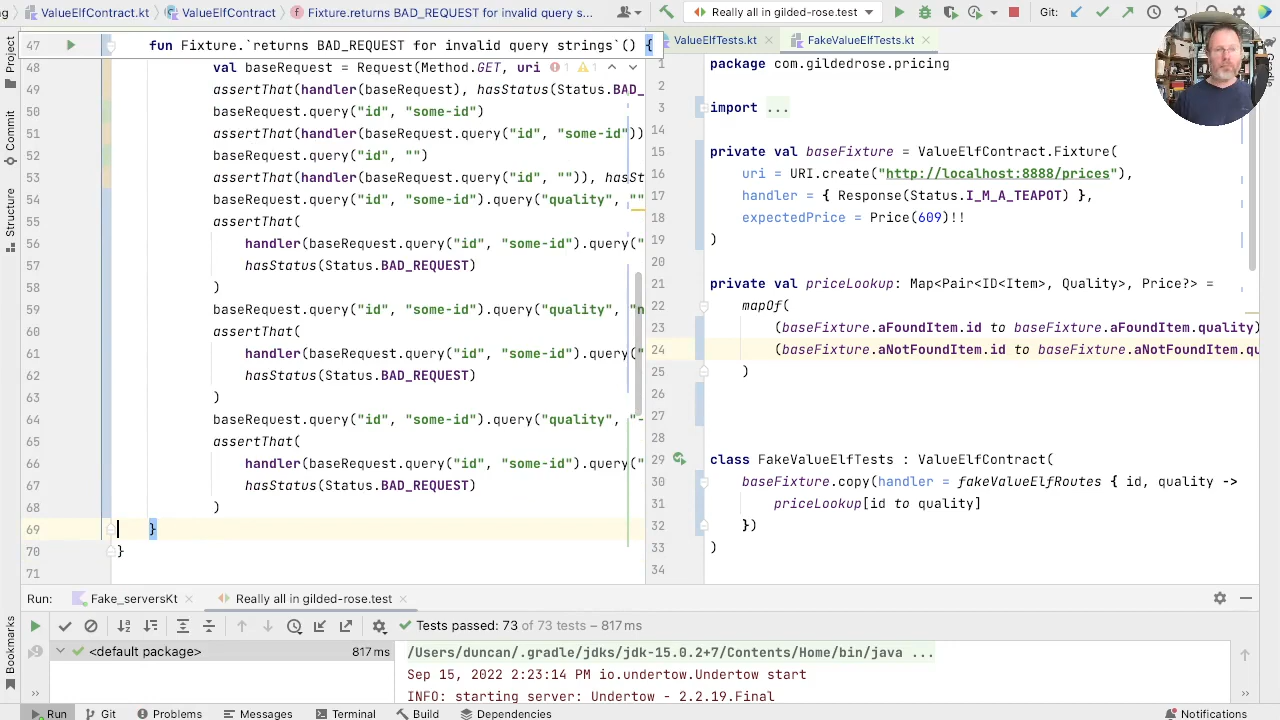 ValueElfContract.kt ValueElfContract Fixture.returns BAD_REQUEST for invalid query s... Really all in gilded-rose.test Git:
ValueElfTests.kt FakeValueElfTests.kt
47 fun Fixture.`returns BAD_REQUEST for invalid query strings`() {
48 val baseRequest = Request(Method.GET, uri 1 1
49 assertThat(handler(baseRequest), hasStatus(Status.BAD_
50 baseRequest.query("id", "some-id")
51 assertThat(handler(baseRequest.query("id", "some-id"))
52 baseRequest.query("id", "")
53 assertThat(handler(baseRequest.query("id", "")), hasSt
54 baseRequest.query("id", "some-id").query("quality", ""
55 assertThat(
56 handler(baseRequest.query("id", "some-id").query("
57 hasStatus(Status.BAD_REQUEST)
58 )
59 baseRequest.query("id", "some-id").query("quality", "n
60 assertThat(
61 handler(baseRequest.query("id", "some-id").query("
62 hasStatus(Status.BAD_REQUEST)
63 )
64 baseRequest.query("id", "some-id").query("quality", "-
65 assertThat(
66 handler(baseRequest.query("id", "some-id").query("
67 hasStatus(Status.BAD_REQUEST)
68 )
69 }
70 }
71
1 package com.gildedrose.pricing
2
3 import ...
14
15 private val baseFixture = ValueElfContract.Fixture(
16 uri = URI.create("http://localhost:8888/prices"),
17 handler = { Response(Status.I_M_A_TEAPOT) },
18 expectedPrice = Price(609)!!
19 )
20
21 private val priceLookup: Map<Pair<ID<Item>, Quality>, Price?> =
22 mapOf(
23 (baseFixture.aFoundItem.id to baseFixture.aFoundItem.quality)
24 (baseFixture.aNotFoundItem.id to baseFixture.aNotFoundItem.qu
25 )
26
27
28
29 class FakeValueElfTests : ValueElfContract(
30 baseFixture.copy(handler = fakeValueElfRoutes { id, quality ->
31 priceLookup[id to quality]
32 })
33 )
34
Project
Commit
Structure
Bookmarks
Run: Fake_serversKt Really all in gilded-rose.test
Tests passed: 73 of 73 tests – 817 ms
<default package> 817 ms
/Users/duncan/.gradle/jdks/jdk-15.0.2+7/Contents/Home/bin/java ...
Sep 15, 2022 2:23:14 PM io.undertow.Undertow start
INFO: starting server: Undertow - 2.2.19.Final
Run Git Problems Messages Terminal Build Dependencies Notifications